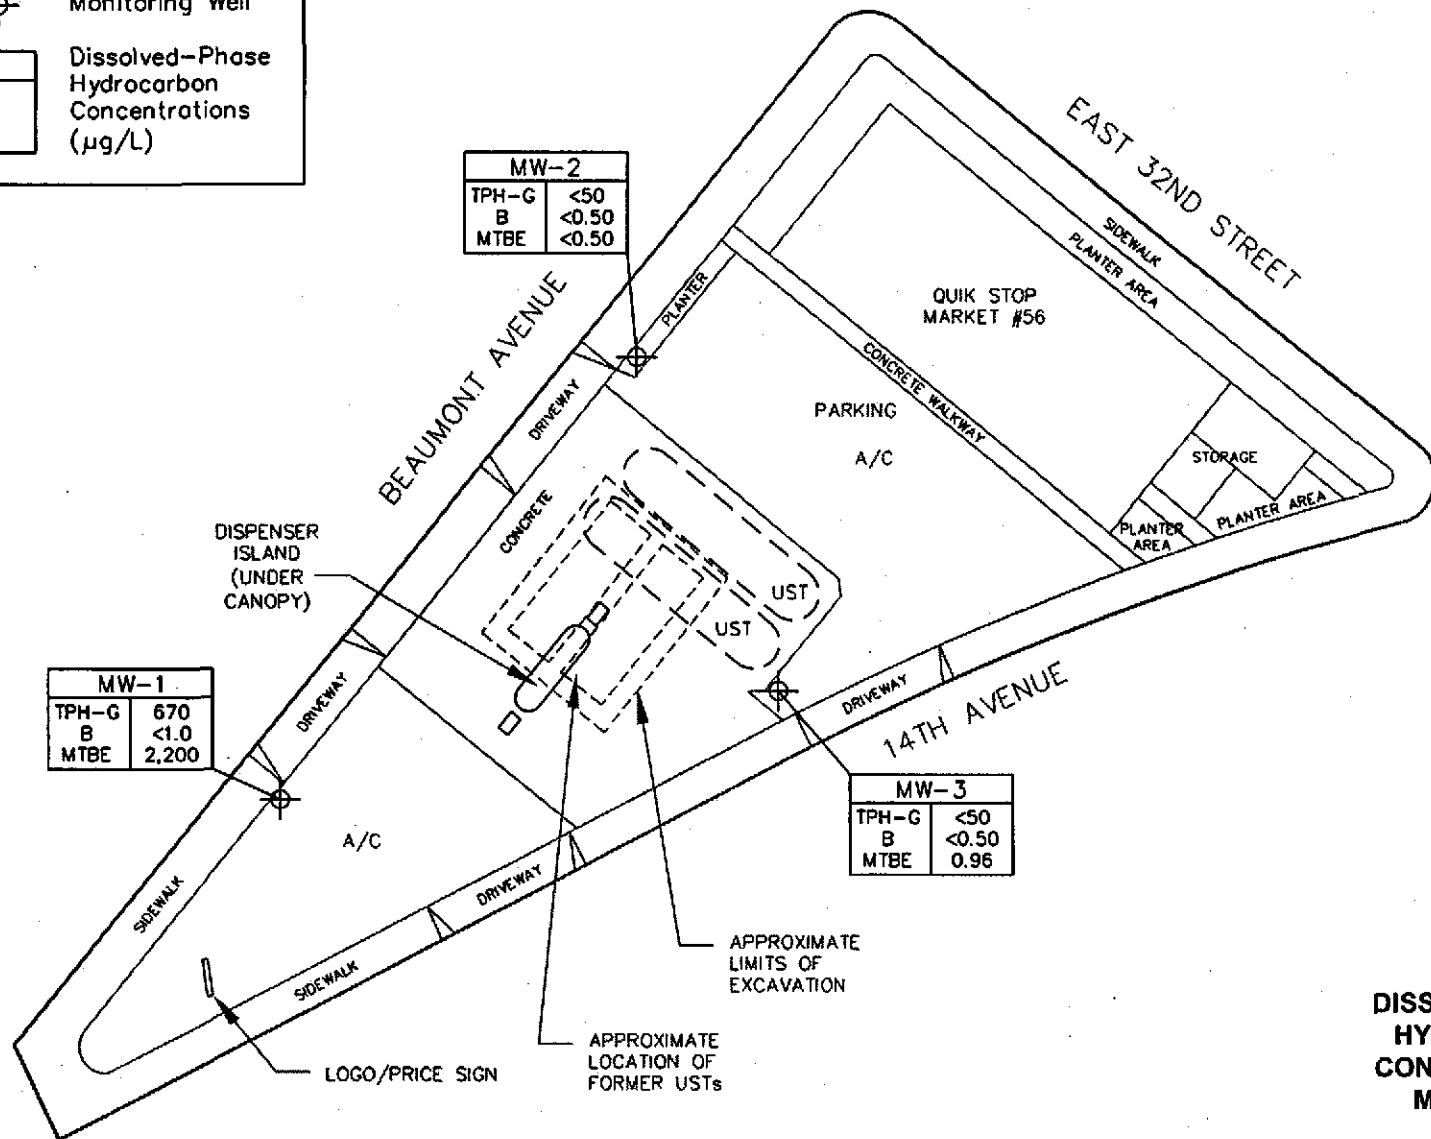 Monitoring Well
Dissolved-Phase
Hydrocarbon
Concentrations
(µg/L)
EAST 32ND STREET
SIDEWALK
PLANTER AREA
MW-2
TPH-G <50
B <0.50
MTBE <0.50
BEAUMONT AVENUE
PLANTER
QUIK STOP
MARKET #56
CONCRETE WALKWAY
DRIVEWAY
PARKING
A/C
STORAGE
PLANTER AREA
PLANTER
AREA
CONCRETE
DISPENSER
ISLAND
(UNDER
CANOPY)
UST
UST
MW-1
TPH-G 670
B <1.0
MTBE 2,200
DRIVEWAY
DRIVEWAY
14TH AVENUE
MW-3
TPH-G <50
B <0.50
MTBE 0.96
A/C
SIDEWALK
DRIVEWAY
SIDEWALK
APPROXIMATE
LIMITS OF
EXCAVATION
APPROXIMATE
LOCATION OF
FORMER USTs
LOGO/PRICE SIGN
DISS
HY
CON
M